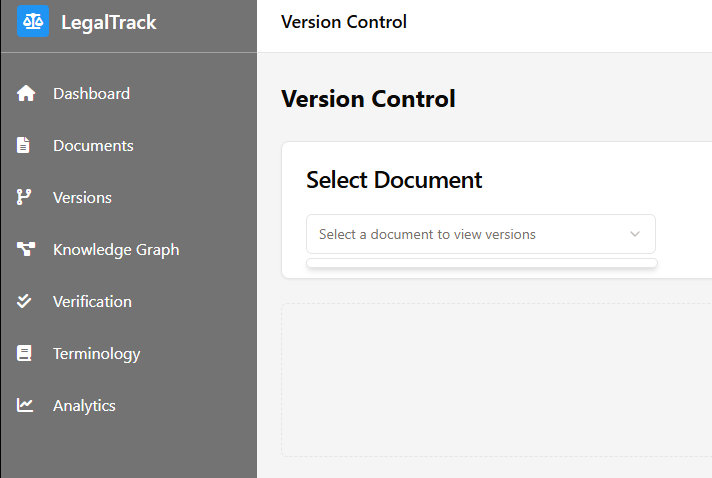 LegalTrack
Version Control
Dashboard
Documents
Versions
Knowledge Graph
Verification
Terminology
Analytics
Version Control
Select Document
Select a document to view versions